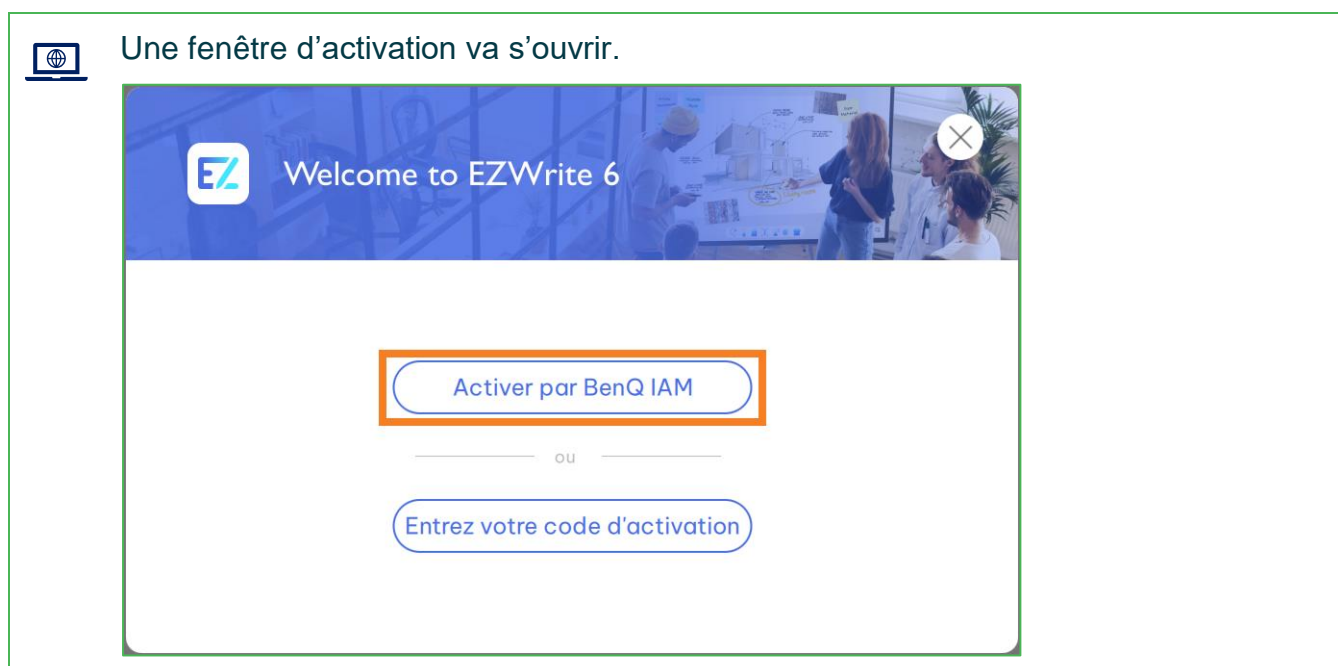 Une fenêtre d’activation va s’ouvrir.
EZ Welcome to EZWrite 6
Activer par BenQ IAM
ou
Entrez votre code d'activation